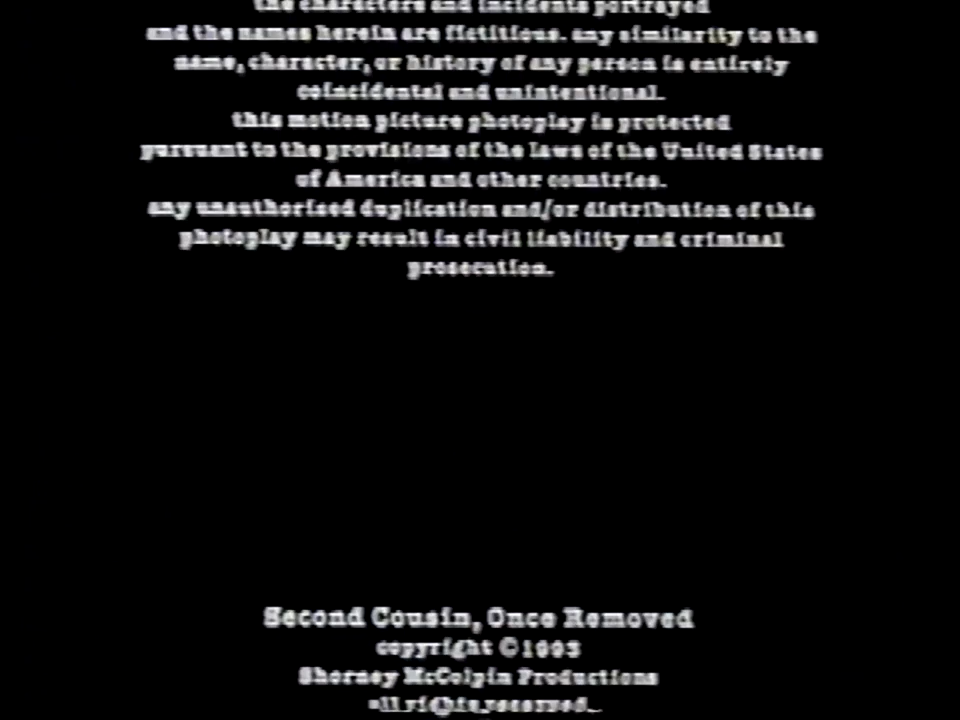 the characters and incidents portrayed
and the names herein are fictitious. any similarity to the
name, character, or history of any person is entirely
coincidental and unintentional.
this motion picture photoplay is protected
pursuant to the provisions of the laws of the United States
of America and other countries.
any unauthorized duplication and/or distribution of this
photoplay may result in civil liability and criminal
prosecution.
Second Cousin, Once Removed
copyright ©1993
Shorney McColpin Productions
all rights reserved.